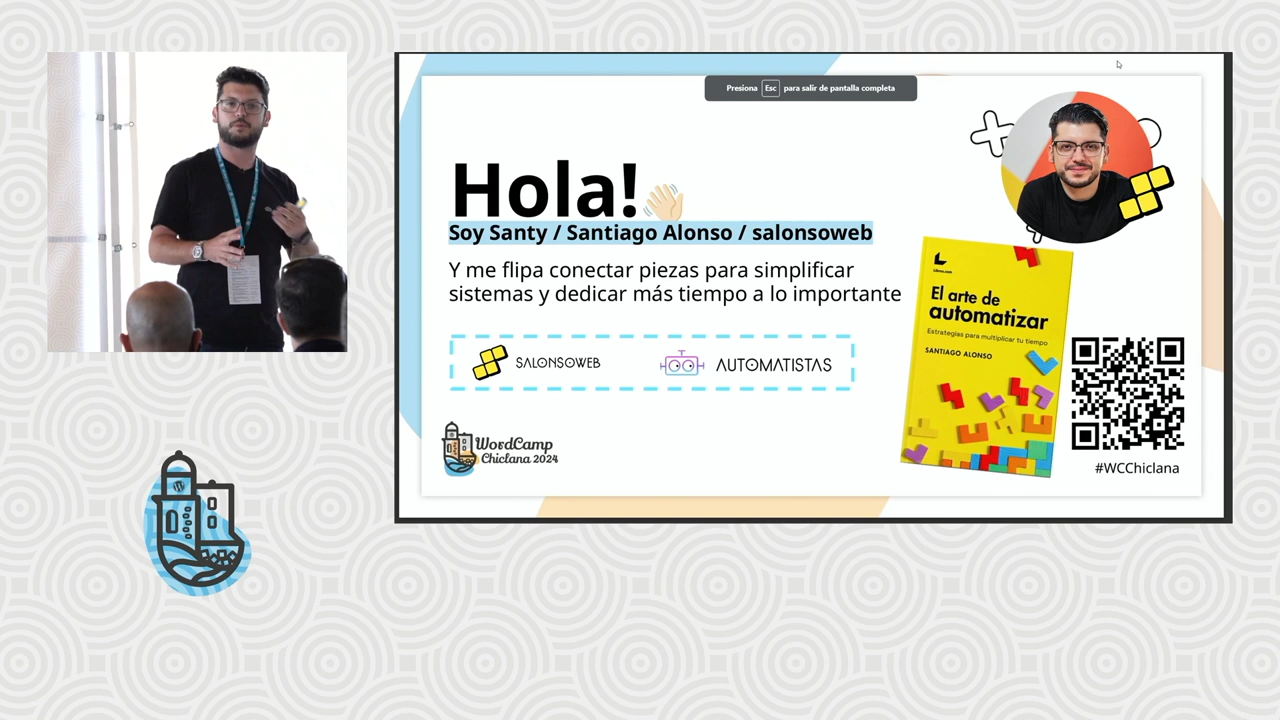 Presiona Esc para salir de pantalla completa
Hola!
Soy Santy / Santiago Alonso / salonsoweb
Y me flipa conectar piezas para simplificar
sistemas y dedicar más tiempo a lo importante
SALONSOWEB
AUTOMATISTAS
WordCamp
Chiclana 2024
Libros.com
El arte de
automatizar
Estrategias para multiplicar tu tiempo
SANTIAGO ALONSO
#WCChiclana